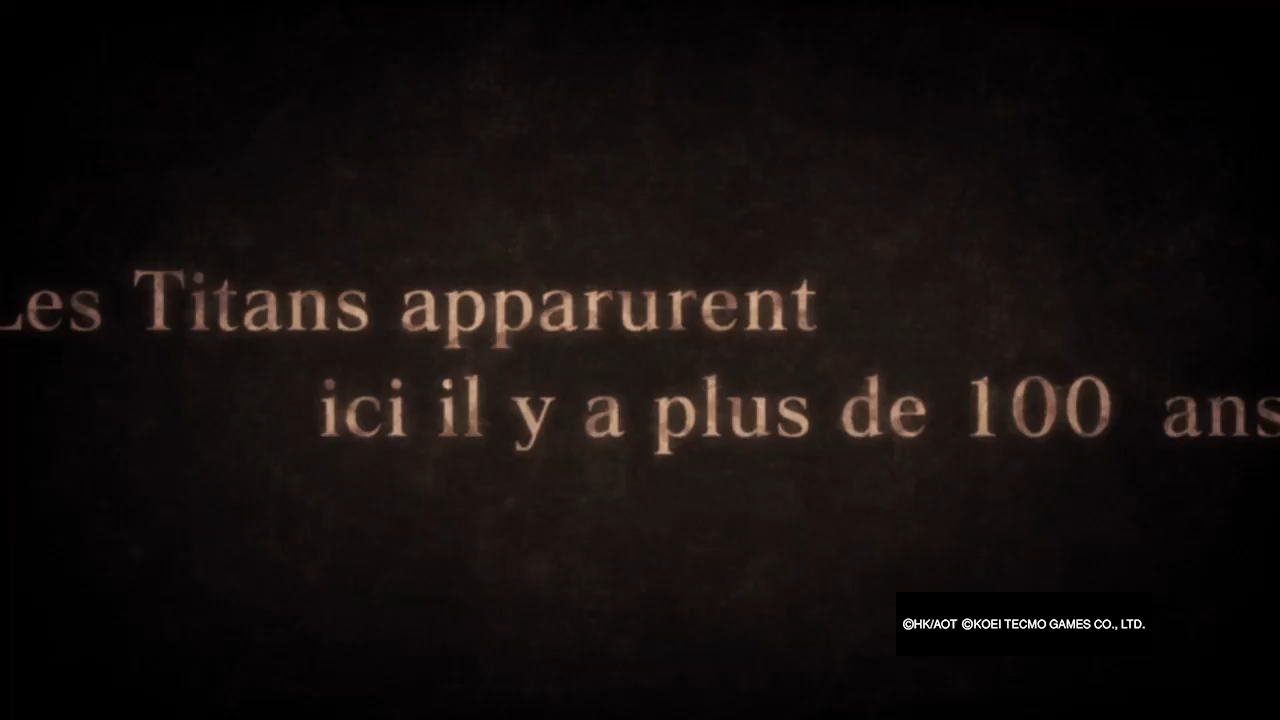 Les Titans apparurent
ici il y a plus de 100 ans
©HK/AOT ©KOEI TECMO GAMES CO., LTD.